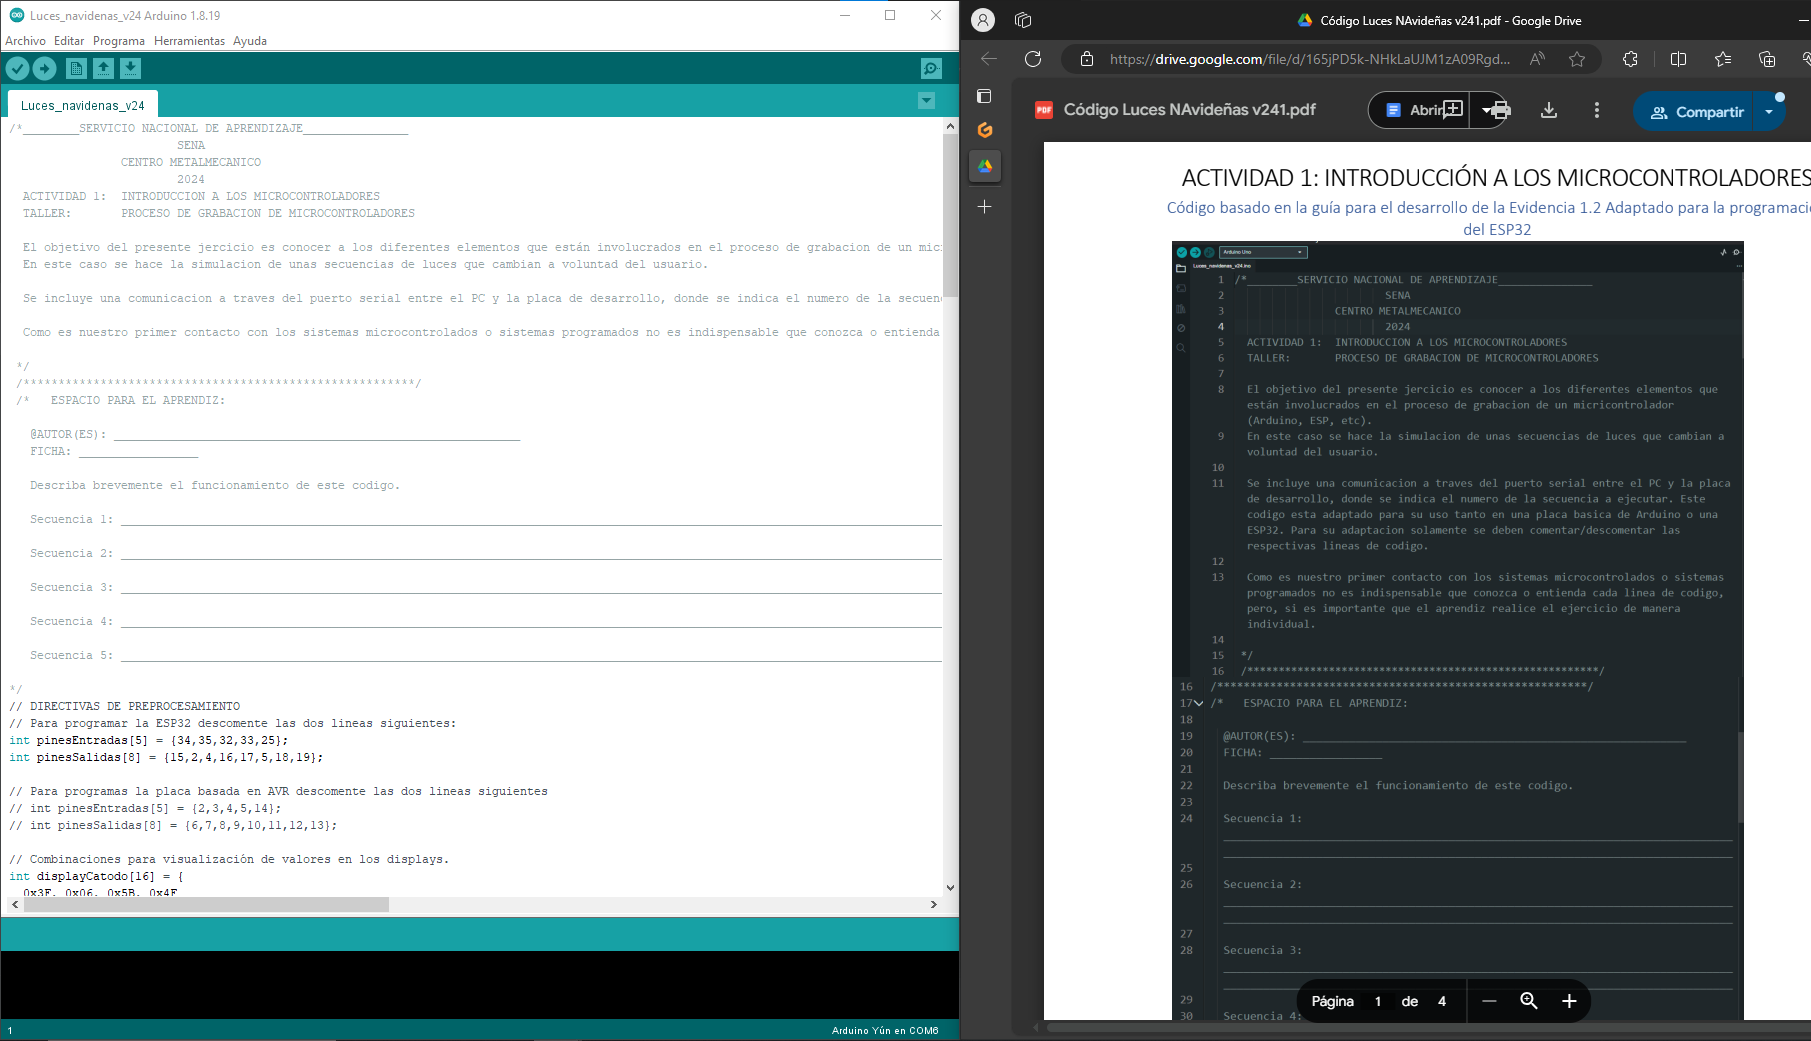 Luces_navidenas_v24 Arduino 1.8.19
Archivo Editar Programa Herramientas Ayuda
Luces_navidenas_v24
/*________SERVICIO NACIONAL DE APRENDIZAJE_______________
SENA
CENTRO METALMECANICO
2024
ACTIVIDAD 1: INTRODUCCION A LOS MICROCONTROLADORES
TALLER: PROCESO DE GRABACION DE MICROCONTROLADORES
El objetivo del presente jercicio es conocer a los diferentes elementos que están involucrados en el proceso de grabacion de un mic
En este caso se hace la simulacion de unas secuencias de luces que cambian a voluntad del usuario.
Se incluye una comunicacion a traves del puerto serial entre el PC y la placa de desarrollo, donde se indica el numero de la secuen
Como es nuestro primer contacto con los sistemas microcontrolados o sistemas programados no es indispensable que conozca o entienda
*/
/********************************************************/
/* ESPACIO PARA EL APRENDIZ:
@AUTOR(ES): __________________________________________________________
FICHA: _________________
Describa brevemente el funcionamiento de este codigo.
Secuencia 1: ____________________
Secuencia 2: ____________________
Secuencia 3: ____________________
Secuencia 4: ____________________
Secuencia 5: ____________________
*/
// DIRECTIVAS DE PREPROCESAMIENTO
// Para programar la ESP32 descomente las dos lineas siguientes:
int pinesEntradas[5] = {34,35,32,33,25};
int pinesSalidas[8] = {15,2,4,16,17,5,18,19};
// Para programas la placa basada en AVR descomente las dos lineas siguientes
// int pinesEntradas[5] = {2,3,4,5,14};
// int pinesSalidas[8] = {6,7,8,9,10,11,12,13};
// Combinaciones para visualización de valores en los displays.
int displayCatodo[16] = {
0x3F, 0x06, 0x5B, 0x4F
1
Arduino Yún en COM6
Código Luces NAvideñas v241.pdf - Google Drive
https://drive.google.com/file/d/165jPD5k-NHkLaUJM1zA09Rgd...
PDF Código Luces NAvideñas v241.pdf
Abrir
Compartir
ACTIVIDAD 1: INTRODUCCIÓN A LOS MICROCONTROLADORES
Código basado en la guía para el desarrollo de la Evidencia 1.2 Adaptado para la programaci
del ESP32
Arduino Uno
Luces_navidenas_v24.ino
1 /*________SERVICIO NACIONAL DE APRENDIZAJE_______________
2 SENA
3 CENTRO METALMECANICO
4 2024
5 ACTIVIDAD 1: INTRODUCCION A LOS MICROCONTROLADORES
6 TALLER: PROCESO DE GRABACION DE MICROCONTROLADORES
7
8 El objetivo del presente jercicio es conocer a los diferentes elementos que
están involucrados en el proceso de grabacion de un micricontrolador
(Arduino, ESP, etc).
9 En este caso se hace la simulacion de unas secuencias de luces que cambian a
voluntad del usuario.
10
11 Se incluye una comunicacion a traves del puerto serial entre el PC y la placa
de desarrollo, donde se indica el numero de la secuencia a ejecutar. Este
codigo esta adaptado para su uso tanto en una placa basica de Arduino o una
ESP32. Para su adaptacion solamente se deben comentar/descomentar las
respectivas lineas de codigo.
12
13 Como es nuestro primer contacto con los sistemas microcontrolados o sistemas
programados no es indispensable que conozca o entienda cada linea de codigo,
pero, si es importante que el aprendiz realice el ejercicio de manera
individual.
14
15 */
16 /********************************************************/
16 /********************************************************/
17 /* ESPACIO PARA EL APRENDIZ:
18
19 @AUTOR(ES): __________________________________________________________
20 FICHA: _________________
21
22 Describa brevemente el funcionamiento de este codigo.
23
24 Secuencia 1:
25
26 Secuencia 2:
27
28 Secuencia 3:
29
30 Secuencia 4:
Página 1 de 4